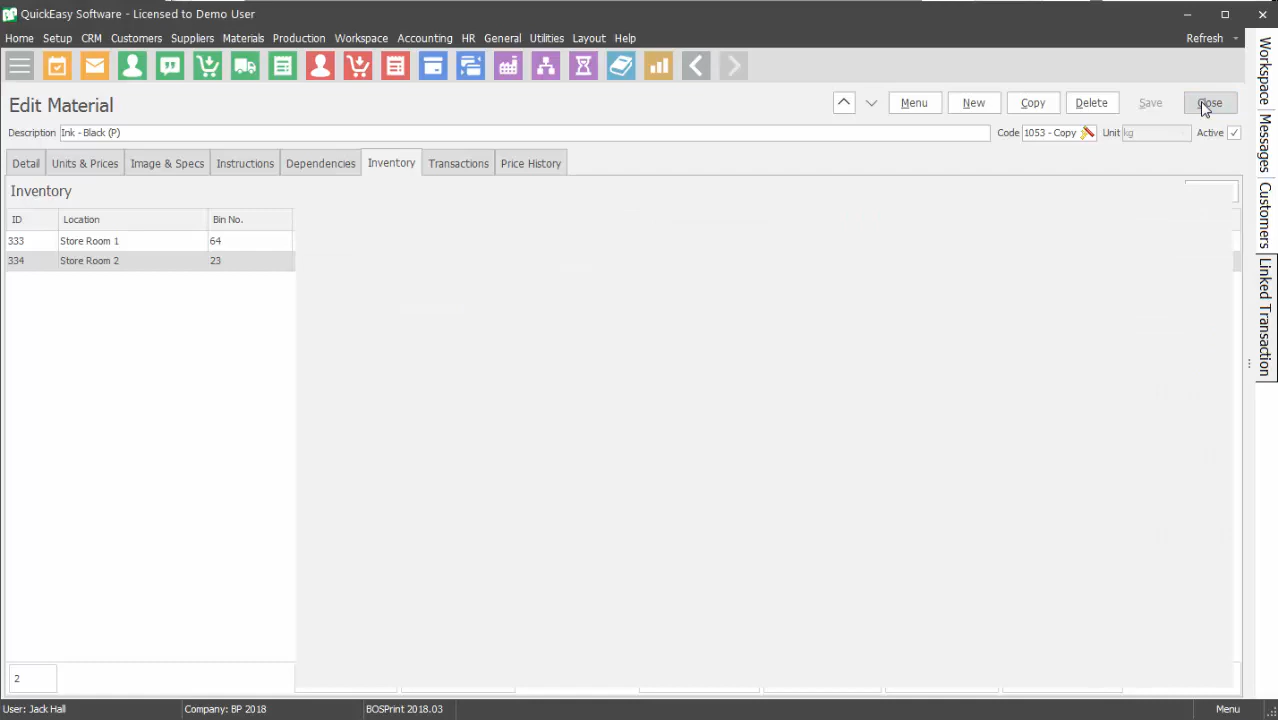 QuickEasy Software - Licensed to Demo User
Home Setup CRM Customers Suppliers Materials Production Workspace Accounting HR General Utilities Layout Help Refresh
Edit Material
Menu New Copy Delete Save Close
Description Ink - Black (P) Code 1053 - Copy Unit kg Active
Detail Units & Prices Image & Specs Instructions Dependencies Inventory Transactions Price History
Inventory
ID Location Bin No.
333 Store Room 1 64
334 Store Room 2 23
2
User: Jack Hall Company: BP 2018 BOSPrint 2018.03 Menu
Workspace
Messages
Customers
Linked Transaction